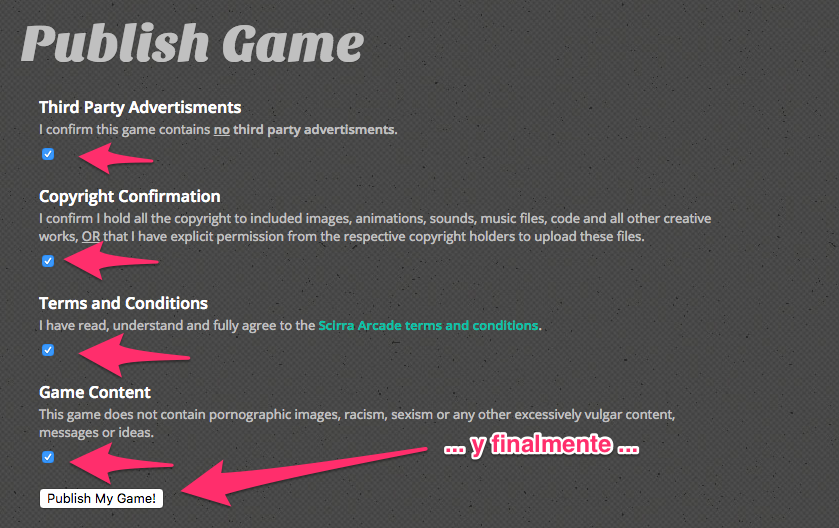 Publish Game
Third Party Advertisments
I confirm this game contains no third party advertisments.
Copyright Confirmation
I confirm I hold all the copyright to included images, animations, sounds, music files, code and all other creative
works, OR that I have explicit permission from the respective copyright holders to upload these files.
Terms and Conditions
I have read, understand and fully agree to the Scirra Arcade terms and conditions.
Game Content
This game does not contain pornographic images, racism, sexism or any other excessively vulgar content,
messages or ideas.
... y finalmente ...
Publish My Game!